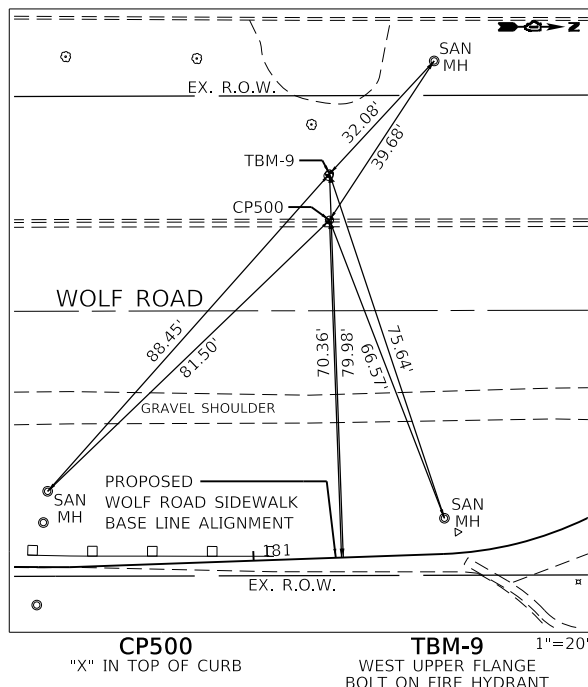 Z
SAN
MH
EX. R.O.W.
32.08'
39.68'
TBM-9
CP500
WOLF ROAD
88.45'
81.50'
70.36'
79.98'
66.57'
75.64'
GRAVEL SHOULDER
SAN
MH
PROPOSED
WOLF ROAD SIDEWALK
BASE LINE ALIGNMENT
SAN
MH
181
EX. R.O.W.
CP500
"X" IN TOP OF CURB
TBM-9
WEST UPPER FLANGE
BOLT ON FIRE HYDRANT
1"=20'